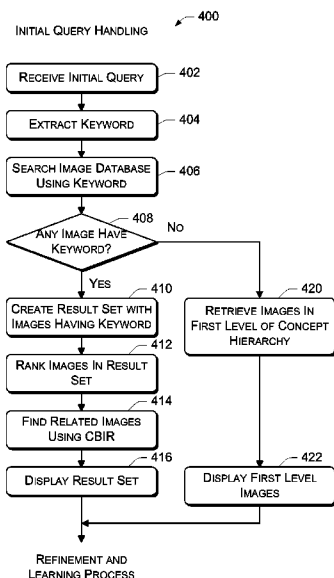 400
INITIAL QUERY HANDLING
RECEIVE INITIAL QUERY
402
EXTRACT KEYWORD
404
SEARCH IMAGE DATABASE
USING KEYWORD
406
408
ANY IMAGE HAVE
KEYWORD?
NO
YES
410
CREATE RESULT SET WITH
IMAGES HAVING KEYWORD
420
RETRIEVE IMAGES IN
FIRST LEVEL OF CONCEPT
HIERARCHY
412
RANK IMAGES IN RESULT
SET
414
FIND RELATED IMAGES
USING CBIR
416
DISPLAY RESULT SET
422
DISPLAY FIRST LEVEL
IMAGES
REFINEMENT AND
LEARNING PROCESS